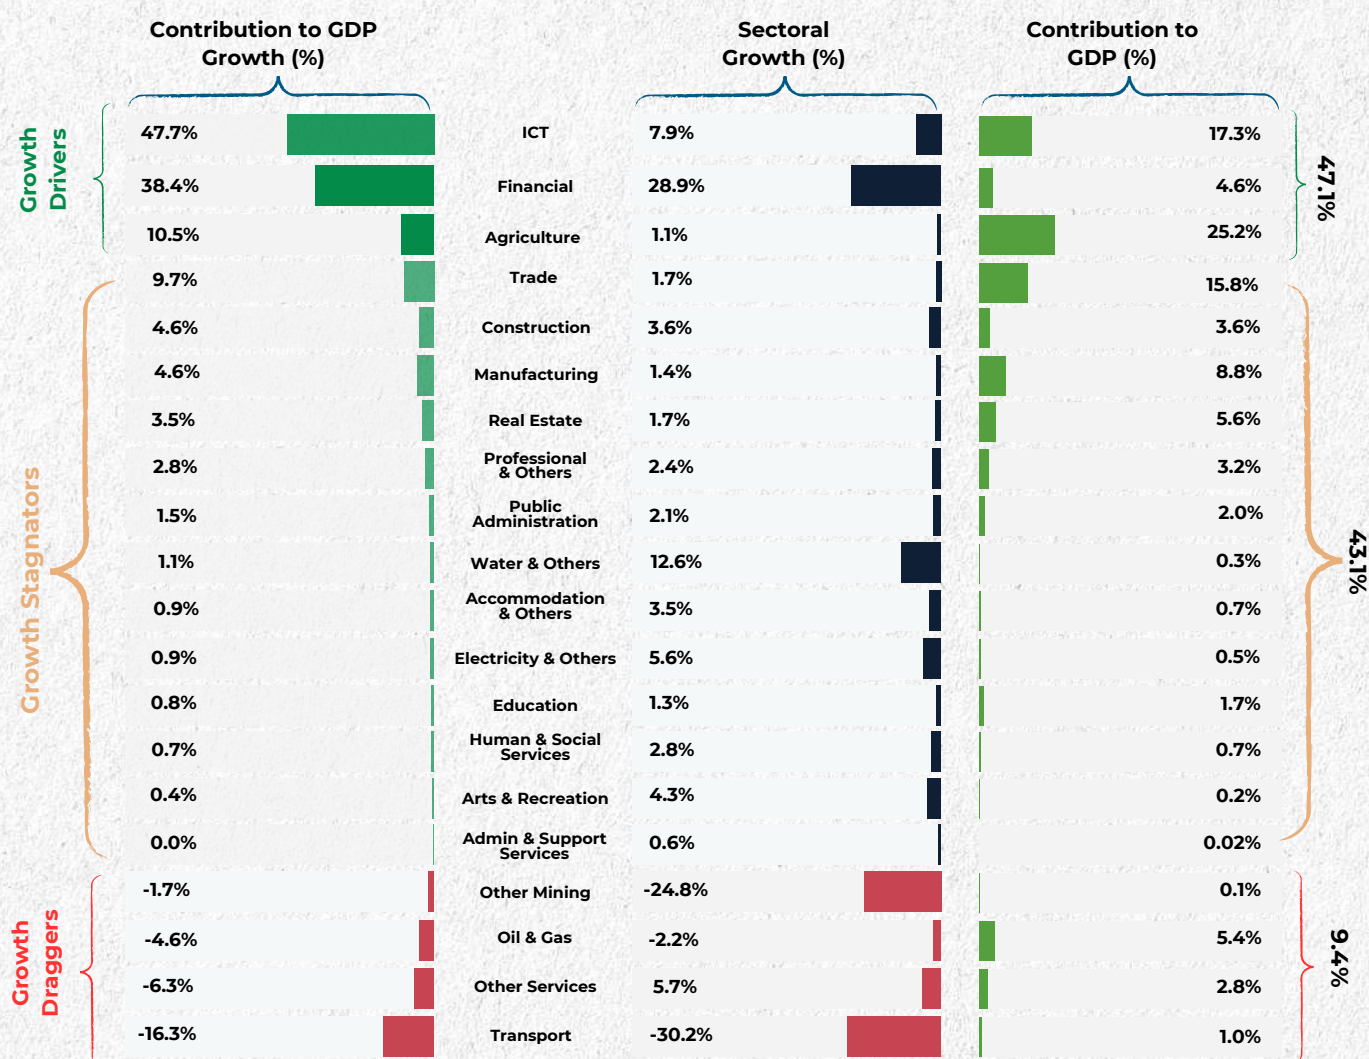 Contribution to GDP
Growth (%)
Sectoral
Growth (%)
Contribution to
GDP (%)
Growth
Drivers
47.7% ICT 7.9% 17.3%
38.4% Financial 28.9% 4.6%
10.5% Agriculture 1.1% 25.2%
47.1%
Growth Stagnators
9.7% Trade 1.7% 15.8%
4.6% Construction 3.6% 3.6%
4.6% Manufacturing 1.4% 8.8%
3.5% Real Estate 1.7% 5.6%
2.8% Professional
& Others 2.4% 3.2%
1.5% Public
Administration 2.1% 2.0%
1.1% Water & Others 12.6% 0.3%
0.9% Accommodation
& Others 3.5% 0.7%
0.9% Electricity & Others 5.6% 0.5%
0.8% Education 1.3% 1.7%
0.7% Human & Social
Services 2.8% 0.7%
0.4% Arts & Recreation 4.3% 0.2%
0.0% Admin & Support
Services 0.6% 0.02%
43.1%
Growth
Draggers
-1.7% Other Mining -24.8% 0.1%
-4.6% Oil & Gas -2.2% 5.4%
-6.3% Other Services 5.7% 2.8%
-16.3% Transport -30.2% 1.0%
9.4%